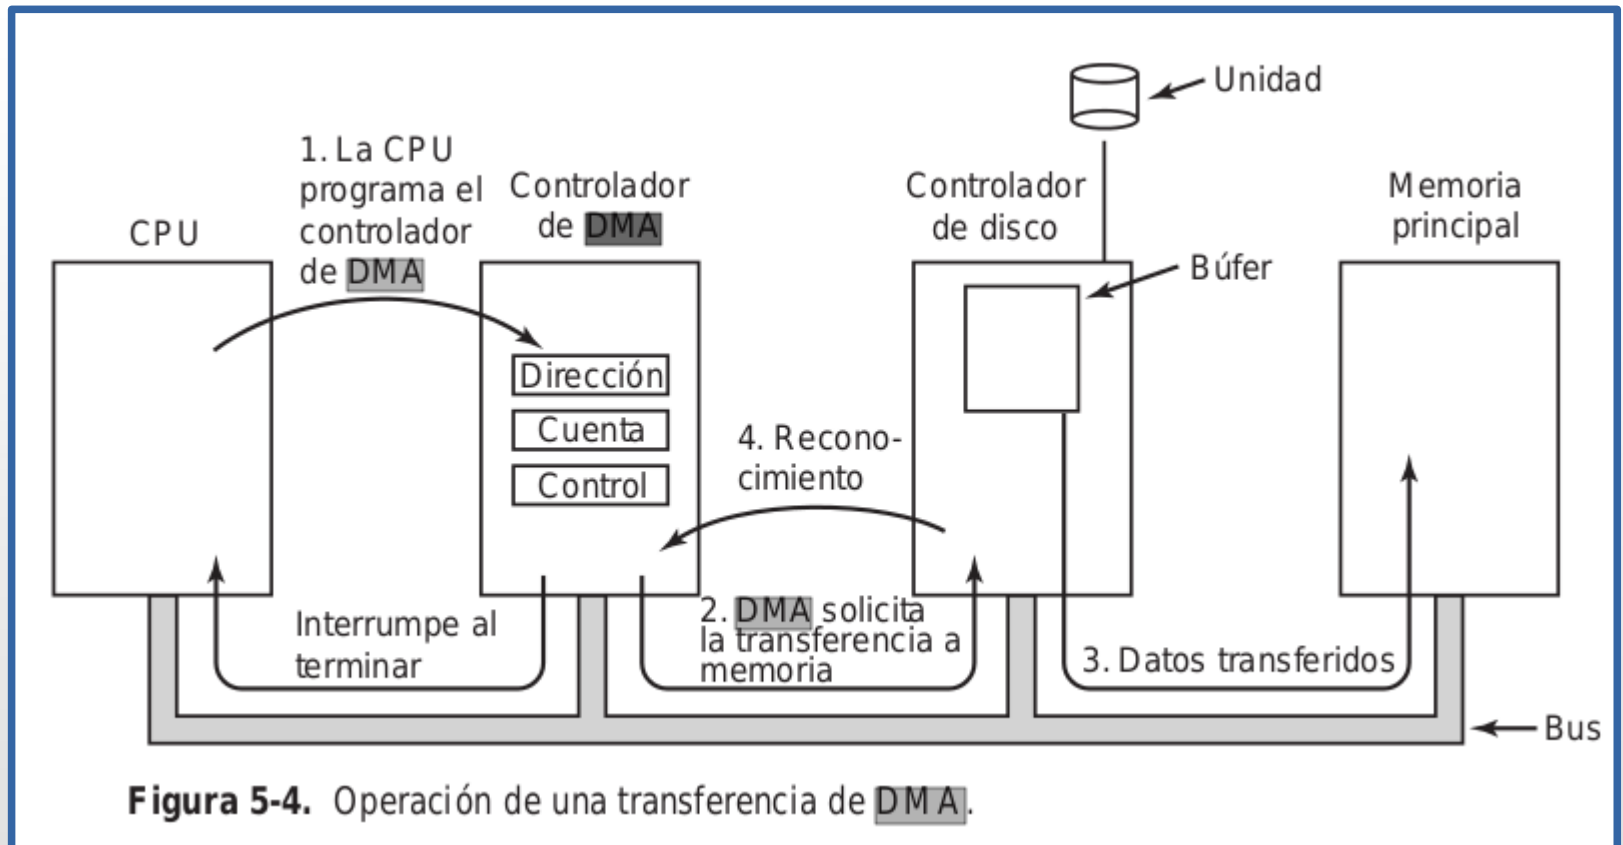 Unidad
1. La CPU
programa el
controlador
de DMA
Controlador
de DMA
Controlador
de disco
Memoria
principal
CPU
Búfer
Dirección
Cuenta
Control
4. Recono-
cimiento
Interrumpe al
terminar
2. DMA solicita
la transferencia a
memoria
3. Datos transferidos
Bus
Figura 5-4. Operación de una transferencia de DMA.